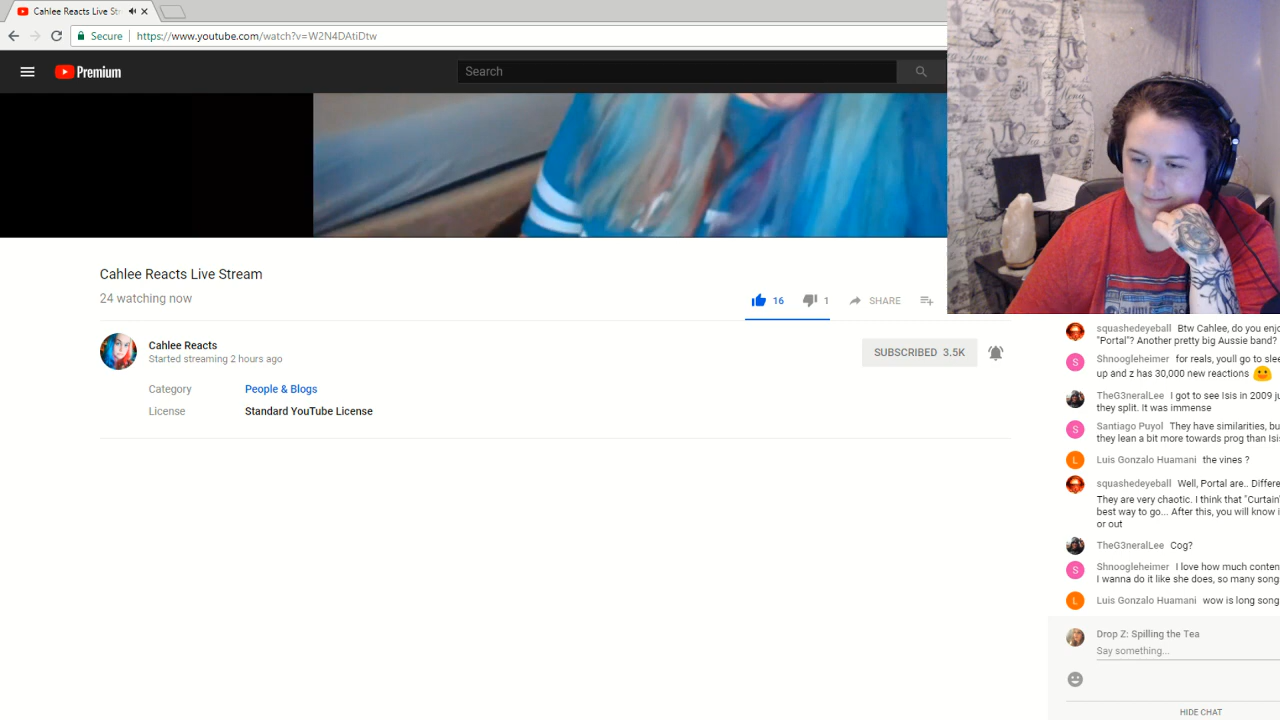 Cahlee Reacts Live St
Secure https://www.youtube.com/watch?v=W2N4DAtiDtw
Premium
Search
Cahlee Reacts Live Stream
24 watching now
16 1 SHARE
Cahlee Reacts
Started streaming 2 hours ago
SUBSCRIBED 3.5K
Category People & Blogs
License Standard YouTube License
squashedeyeball Btw Cahlee, do you enj
"Portal"? Another pretty big Aussie band?
Shnoogleheimer for reals, youll go to slee
up and z has 30,000 new reactions
TheG3neralLee I got to see Isis in 2009 j
they split. It was immense
Santiago Puyol They have similarities, bu
they lean a bit more towards prog than Isi
Luis Gonzalo Huamani the vines ?
squashedeyeball Well, Portal are.. Differe
They are very chaotic. I think that "Curtain"
best way to go... After this, you will know i
or out
TheG3neralLee Cog?
Shnoogleheimer I love how much conten
I wanna do it like she does, so many song
Luis Gonzalo Huamani wow is long song
Drop Z: Spilling the Tea
Say something...
HIDE CHAT